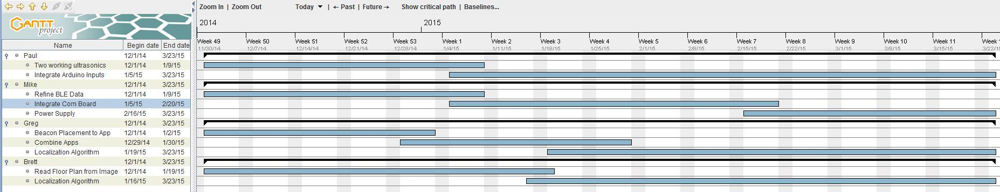 Zoom In | Zoom Out Today | ← Past | Future → Show critical path | Baselines...
GANTT project
2014 2015
Week 49 Week 50 Week 51 Week 52 Week 53 Week 1 Week 2 Week 3 Week 4 Week 5 Week 6 Week 7 Week 8 Week 9 Week 10 Week 11 Week 1
11/30/14 12/7/14 12/14/14 12/21/14 12/28/14 1/4/15 1/11/15 1/18/15 1/25/15 2/1/15 2/8/15 2/15/15 2/22/15 3/1/15 3/8/15 3/15/15 3/22/15
Name Begin date End date
Paul 12/1/14 3/23/15
Two working ultrasonics 12/1/14 1/9/15
Integrate Arduino Inputs 1/5/15 3/23/15
Mike 12/1/14 3/23/15
Refine BLE Data 12/1/14 1/9/15
Integrate Com Board 1/5/15 2/20/15
Power Supply 2/16/15 3/23/15
Greg 12/1/14 3/23/15
Beacon Placement to App 12/1/14 1/2/15
Combine Apps 12/29/14 1/30/15
Localization Algorithm 1/19/15 3/23/15
Brett 12/1/14 3/23/15
Read Floor Plan from Image 12/1/14 1/19/15
Localization Algorithm 1/16/15 3/23/15